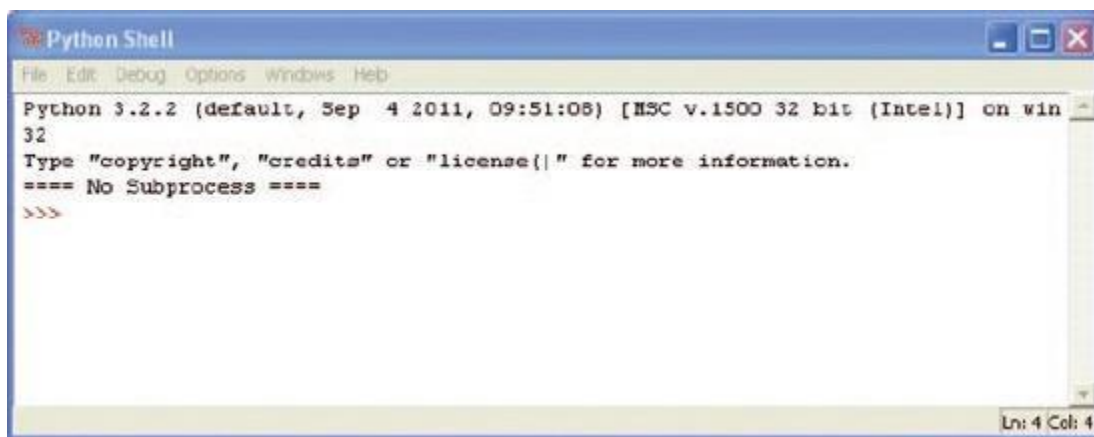 Python Shell
File Edit Debug Options Windows Help
Python 3.2.2 (default, Sep 4 2011, 09:51:08) [MSC v.1500 32 bit (Intel)] on win
32
Type "copyright", "credits" or "license()" for more information.
==== No Subprocess ====
>>>
Ln: 4 Col: 4